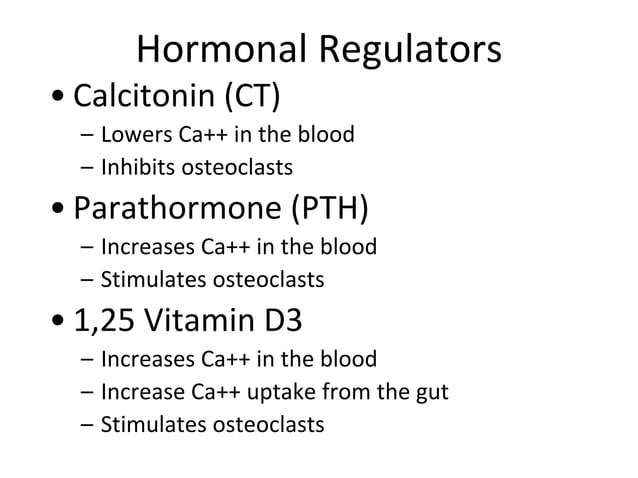 Hormonal Regulators
• Calcitonin (CT)
– Lowers Ca++ in the blood
– Inhibits osteoclasts
• Parathormone (PTH)
– Increases Ca++ in the blood
– Stimulates osteoclasts
• 1,25 Vitamin D3
– Increases Ca++ in the blood
– Increase Ca++ uptake from the gut
– Stimulates osteoclasts